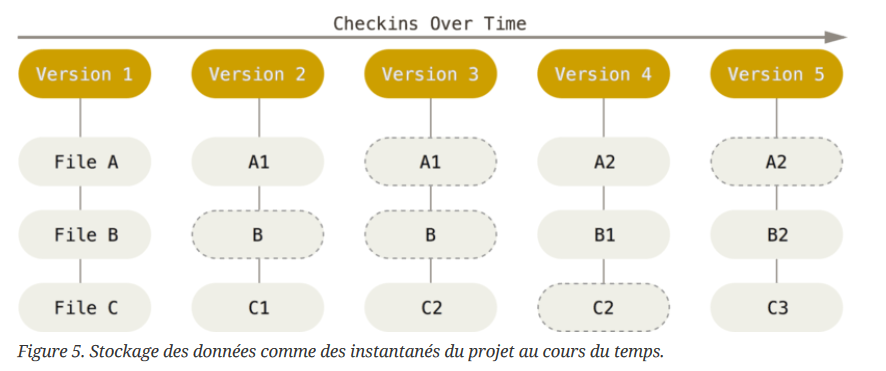 Checkins Over Time
Version 1 Version 2 Version 3 Version 4 Version 5
File A A1 A1 A2 A2
File B B B B1 B2
File C C1 C2 C2 C3
Figure 5. Stockage des données comme des instantanés du projet au cours du temps.